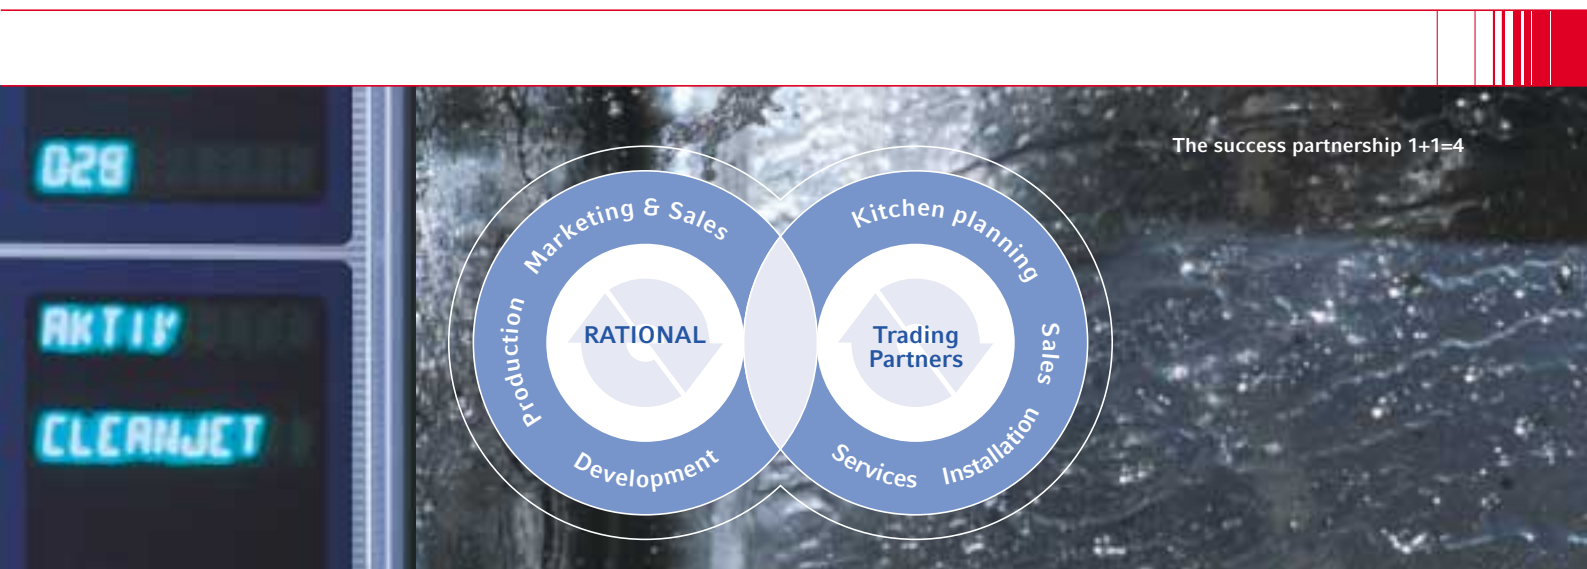 028
AKTIV
CLEANJET
The success partnership 1+1=4
Marketing & Sales
Production
Development
RATIONAL
Kitchen planning
Sales
Installation
Services
Trading
Partners